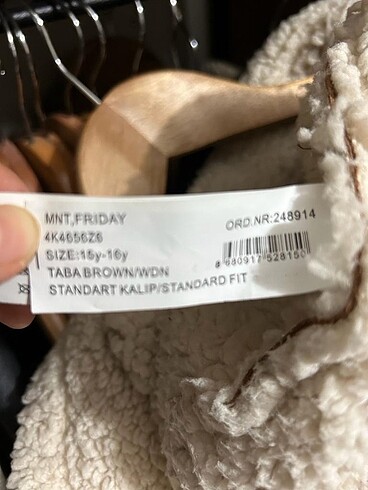 MNT,FRIDAY
ORD.NR:248914
4K4656Z6
SIZE:15y-16y
8 680917 528150
TABA BROWN/WDN
STANDART KALIP/STANDARD FIT